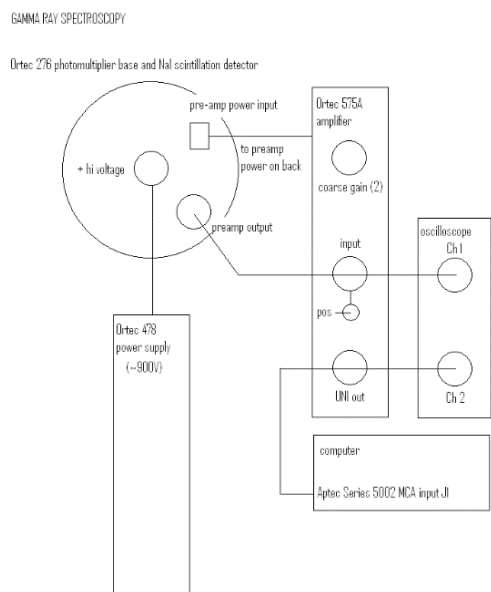 GAMMA RAY SPECTROSCOPY
Ortec 276 photomultiplier base and NaI scintillation detector
pre-amp power input
+ hi voltage
to preamp
power on back
preamp output
Ortec 575A
amplifier
coarse gain (2)
input
pos
UNI out
oscilloscope
Ch 1
Ch 2
Ortec 478
power supply
(~900V)
computer
Aptec Series 5002 MCA input J1